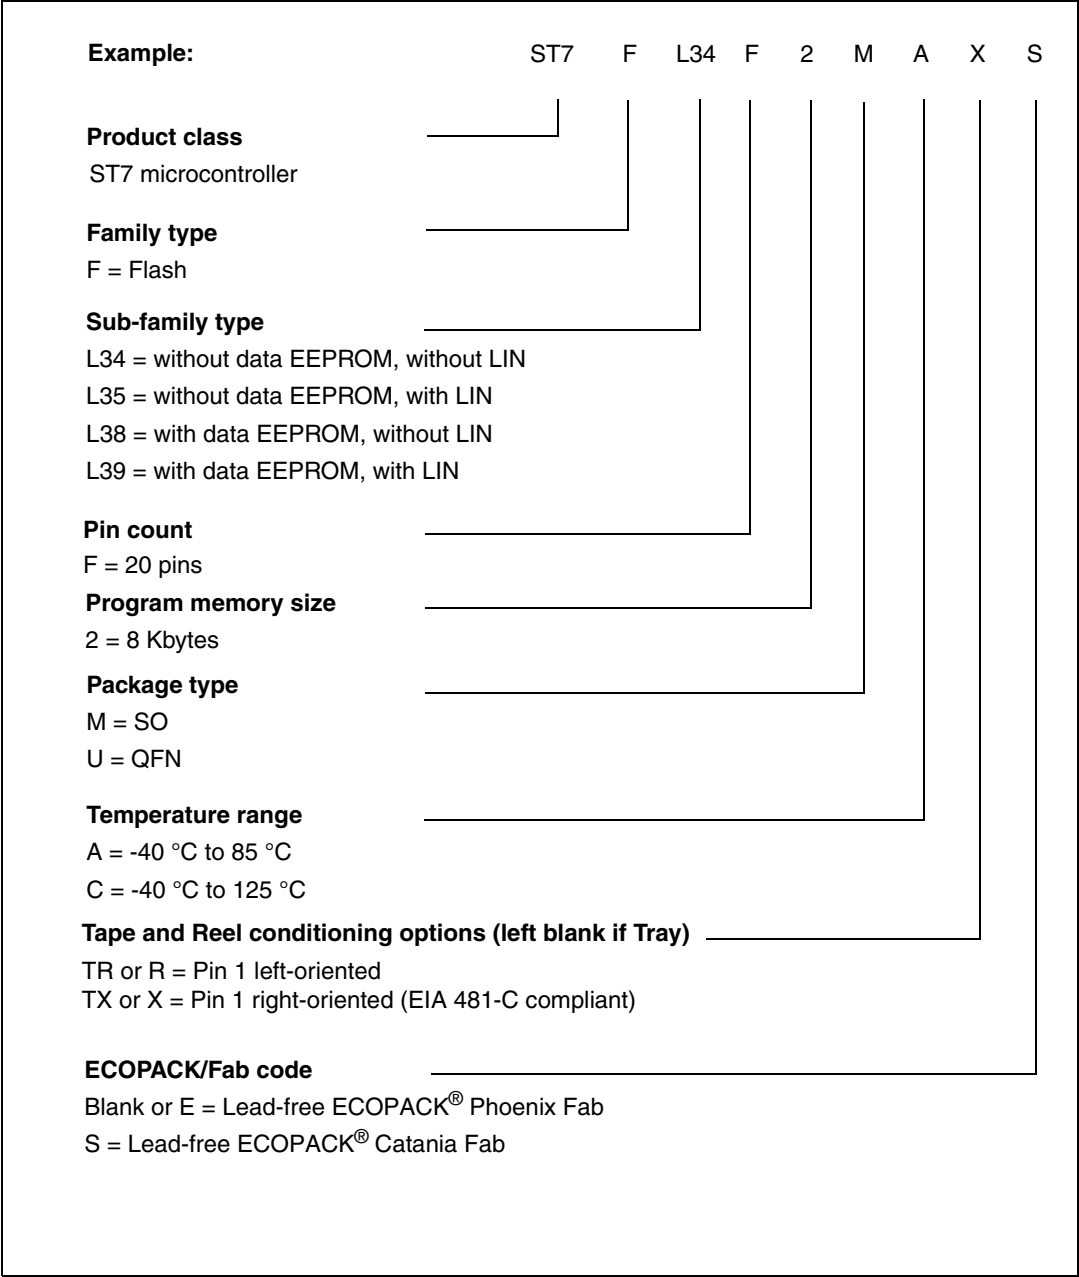 Example: ST7 F L34 F 2 M A X S
Product class
ST7 microcontroller
Family type
F = Flash
Sub-family type
L34 = without data EEPROM, without LIN
L35 = without data EEPROM, with LIN
L38 = with data EEPROM, without LIN
L39 = with data EEPROM, with LIN
Pin count
F = 20 pins
Program memory size
2 = 8 Kbytes
Package type
M = SO
U = QFN
Temperature range
A = -40 °C to 85 °C
C = -40 °C to 125 °C
Tape and Reel conditioning options (left blank if Tray)
TR or R = Pin 1 left-oriented
TX or X = Pin 1 right-oriented (EIA 481-C compliant)
ECOPACK/Fab code
Blank or E = Lead-free ECOPACK® Phoenix Fab
S = Lead-free ECOPACK® Catania Fab